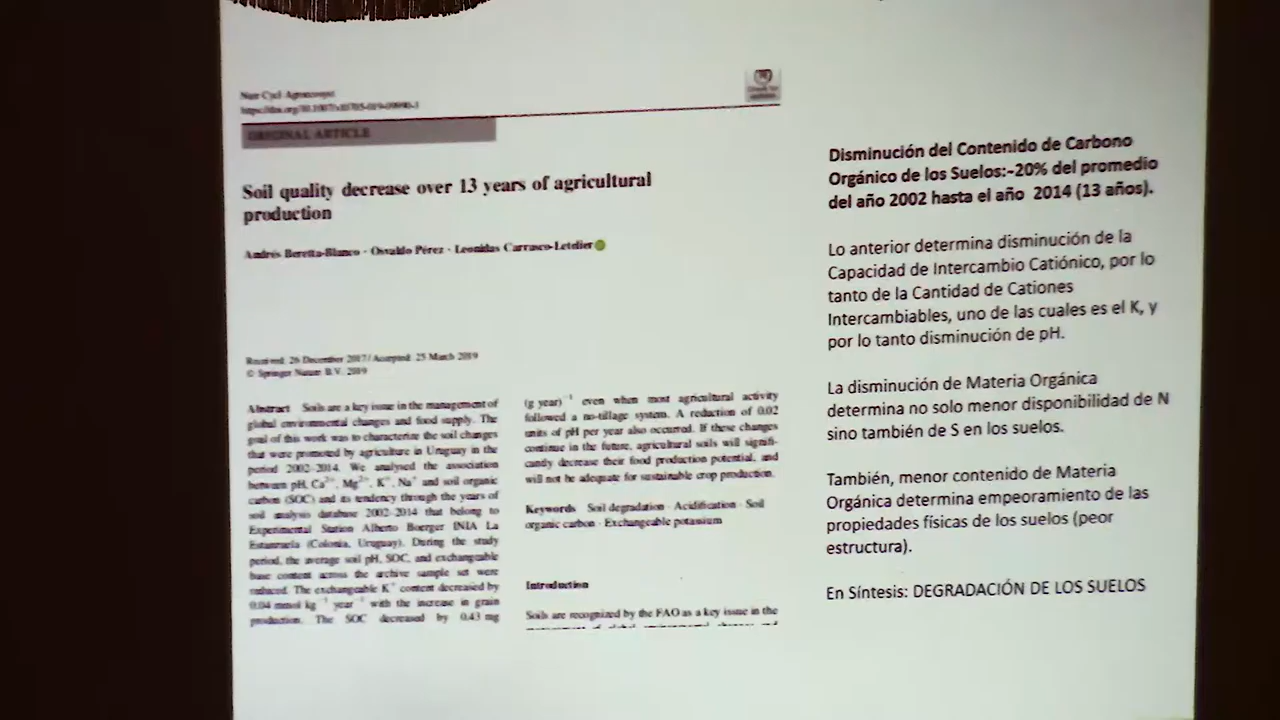 Nutr Cycl Agroecosyst
ORIGINAL ARTICLE
Soil quality decrease over 13 years of agricultural
production
Andrés Beretta-Blanco · Osvaldo Pérez · Leonidas Carrasco-Letelier
Received: 26 December 2017/Accepted: 25 March 2019
© Springer Nature B.V. 2019
Abstract Soils are a key issue in the management of
global environmental changes and food supply. The
goal of this work was to characterize the soil changes
that were promoted by agriculture in Uruguay in the
period 2002–2014. We analysed the association
between pH, Ca²⁺, Mg²⁺, K⁺, Na⁺ and soil organic
carbon (SOC) and its tendency through the years of
soil analysis database 2002–2014 that belong to
Experimental Station Alberto Boerger INIA La
Estanzuela (Colonia, Uruguay). During the study
period, the average soil pH, SOC, and exchangeable
base content across the archive sample set were
reduced. The exchangeable K⁺ content decreased by
0.04 mmol kg⁻¹ year⁻¹ with the increase in grain
production. The SOC decreased by 0.43 mg
(g year)⁻¹ even when most agricultural activity
followed a no-tillage system. A reduction of 0.02
units of pH per year also occurred. If these changes
continue in the future, agricultural soils will signifi-
cantly decrease their food production potential, and
will not be adequate for sustainable crop production.
Keywords Soil degradation · Acidification · Soil
organic carbon · Exchangeable potassium
Introduction
Soils are recognized by the FAO as a key issue in the
management of global environmental changes and
Disminución del Contenido de Carbono
Orgánico de los Suelos:~20% del promedio
del año 2002 hasta el año 2014 (13 años).
Lo anterior determina disminución de la
Capacidad de Intercambio Catiónico, por lo
tanto de la Cantidad de Cationes
Intercambiables, uno de las cuales es el K, y
por lo tanto disminución de pH.
La disminución de Materia Orgánica
determina no solo menor disponibilidad de N
sino también de S en los suelos.
También, menor contenido de Materia
Orgánica determina empeoramiento de las
propiedades físicas de los suelos (peor
estructura).
En Síntesis: DEGRADACIÓN DE LOS SUELOS